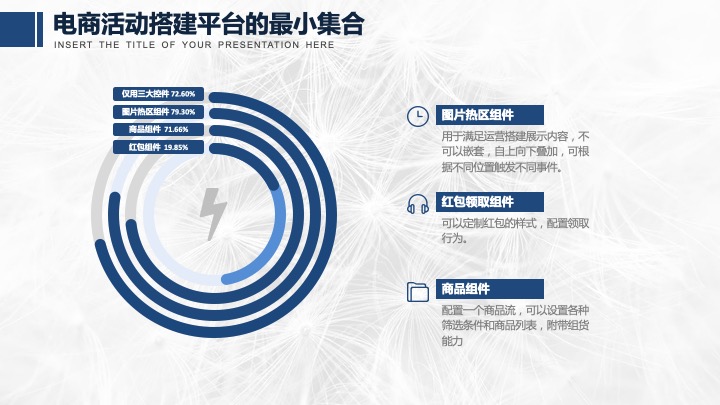 电商活动搭建平台的最小集合
INSERT THE TITLE OF YOUR PRESENTATION HERE
仅用三大控件 72.60%
图片热区组件 79.30%
商品组件 71.66%
红包组件 19.85%
图片热区组件
用于满足运营搭建展示内容，不
可以嵌套，自上向下叠加，可根
据不同位置触发不同事件。
红包领取组件
可以定制红包的样式，配置领取
行为。
商品组件
配置一个商品流，可以设置各种
筛选条件和商品列表，附带组货
能力